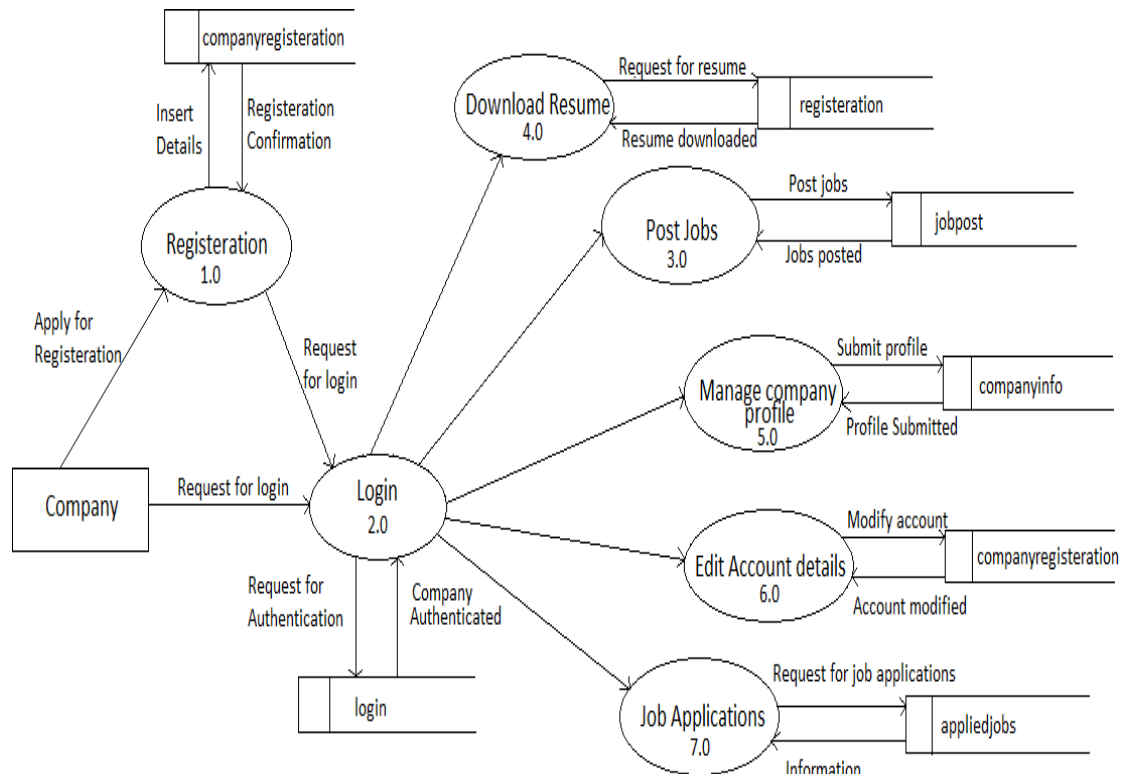 companyregisteration
Insert
Details
Registeration
Confirmation
Registeration
1.0
Apply for
Registeration
Request
for login
Company
Request for login
Login
2.0
Request for
Authentication
Company
Authenticated
login
Download Resume
4.0
Request for resume
Resume downloaded
registeration
Post Jobs
3.0
Post jobs
Jobs posted
jobpost
Manage company
profile
5.0
Submit profile
Profile Submitted
companyinfo
Edit Account details
6.0
Modify account
Account modified
companyregisteration
Job Applications
7.0
Request for job applications
Information
appliedjobs